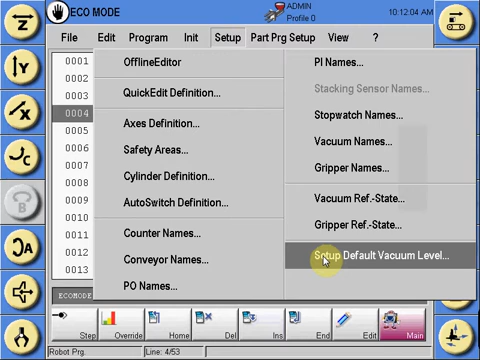 ECO MODE
ADMIN
Profile 0
10:12:04 AM
File Edit Program Init Setup Part Prg Setup View ?
0001
0002
0003
0004
0005
0006
0007
0008
0009
0010
0011
0012
0013
OfflineEditor
QuickEdit Definition...
Axes Definition...
Safety Areas...
Cylinder Definition...
AutoSwitch Definition...
Counter Names...
Conveyor Names...
PO Names...
PI Names...
Stacking Sensor Names...
Stopwatch Names...
Vacuum Names...
Gripper Names...
Vacuum Ref.-State...
Gripper Ref.-State...
Setup Default Vacuum Level...
ECOMODE
Step Override Home Del Ins End Edit Main
Robot Prg. Line: 4/53
Z
Y
X
C
B
A
Z